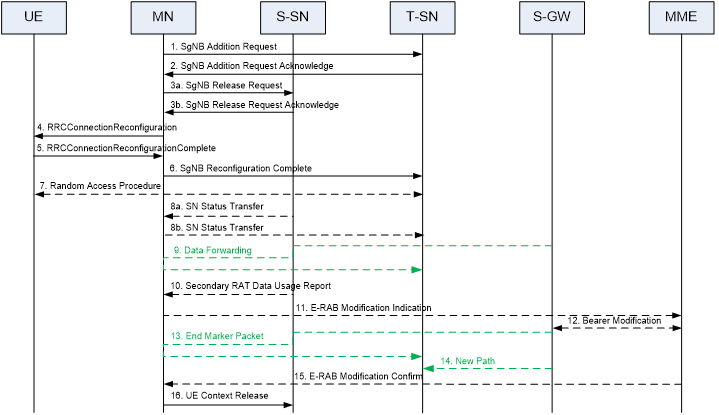 UE MN S-SN T-SN S-GW MME
1. SgNB Addition Request
2. SgNB Addition Request Acknowledge
3a. SgNB Release Request
3b. SgNB Release Request Acknowledge
4. RRCConnectionReconfiguration
5. RRCConnectionReconfigurationComplete
6. SgNB Reconfiguration Complete
7. Random Access Procedure
8a. SN Status Transfer
8b. SN Status Transfer
9. Data Forwarding
10. Secondary RAT Data Usage Report
11. E-RAB Modification Indication
12. Bearer Modification
13. End Marker Packet
14. New Path
15. E-RAB Modification Confirm
16. UE Context Release